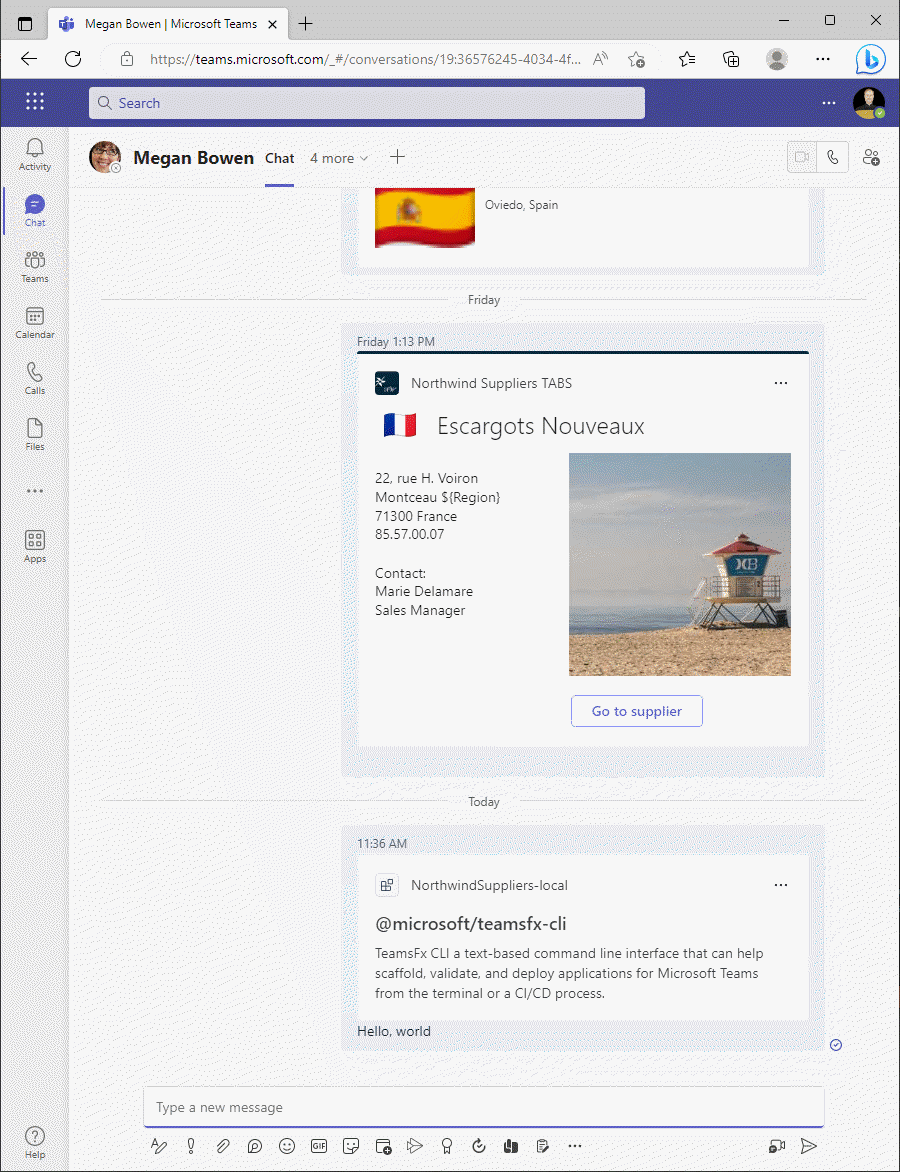 Megan Bowen | Microsoft Teams
https://teams.microsoft.com/_#/conversations/19:36576245-4034-4f...
Search
Activity
Chat
Teams
Calendar
Calls
Files
Apps
Help
Megan Bowen Chat 4 more
Oviedo, Spain
Friday
Friday 1:13 PM
Northwind Suppliers TABS
Escargots Nouveaux
22, rue H. Voiron
Montceau ${Region}
71300 France
85.57.00.07
Contact:
Marie Delamare
Sales Manager
Go to supplier
Today
11:36 AM
NorthwindSuppliers-local
@microsoft/teamsfx-cli
TeamsFx CLI a text-based command line interface that can help
scaffold, validate, and deploy applications for Microsoft Teams
from the terminal or a CI/CD process.
Hello, world
Type a new message
GIF